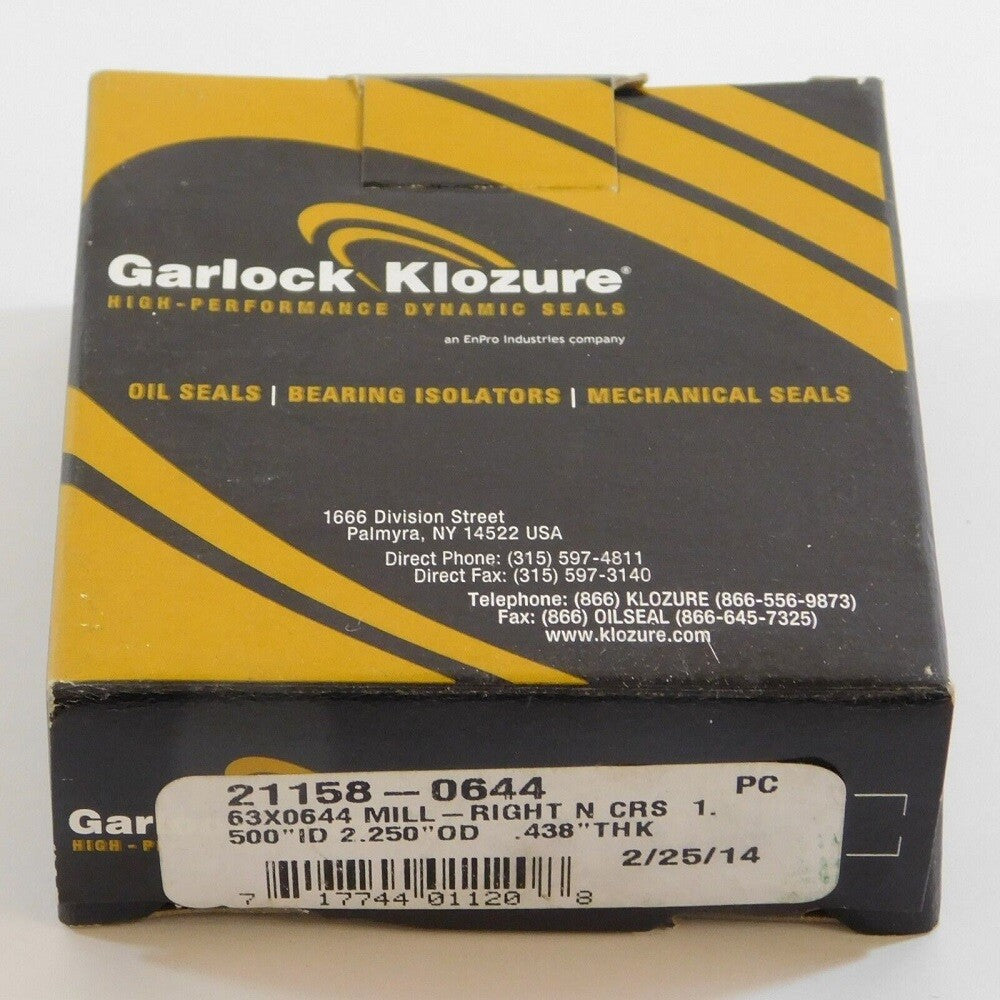 Garlock Klozure®
HIGH-PERFORMANCE DYNAMIC SEALS
an EnPro Industries company
OIL SEALS | BEARING ISOLATORS | MECHANICAL SEALS
1666 Division Street
Palmyra, NY 14522 USA
Direct Phone: (315) 597-4811
Direct Fax: (315) 597-3140
Telephone: (866) KLOZURE (866-556-9873)
Fax: (866) OILSEAL (866-645-7325)
www.klozure.com
21158-0644 PC
63X0644 MILL-RIGHT N CRS 1.
500"ID 2.250"OD .438"THK
2/25/14
7 17744 01120 8
Gar
HIGH-P